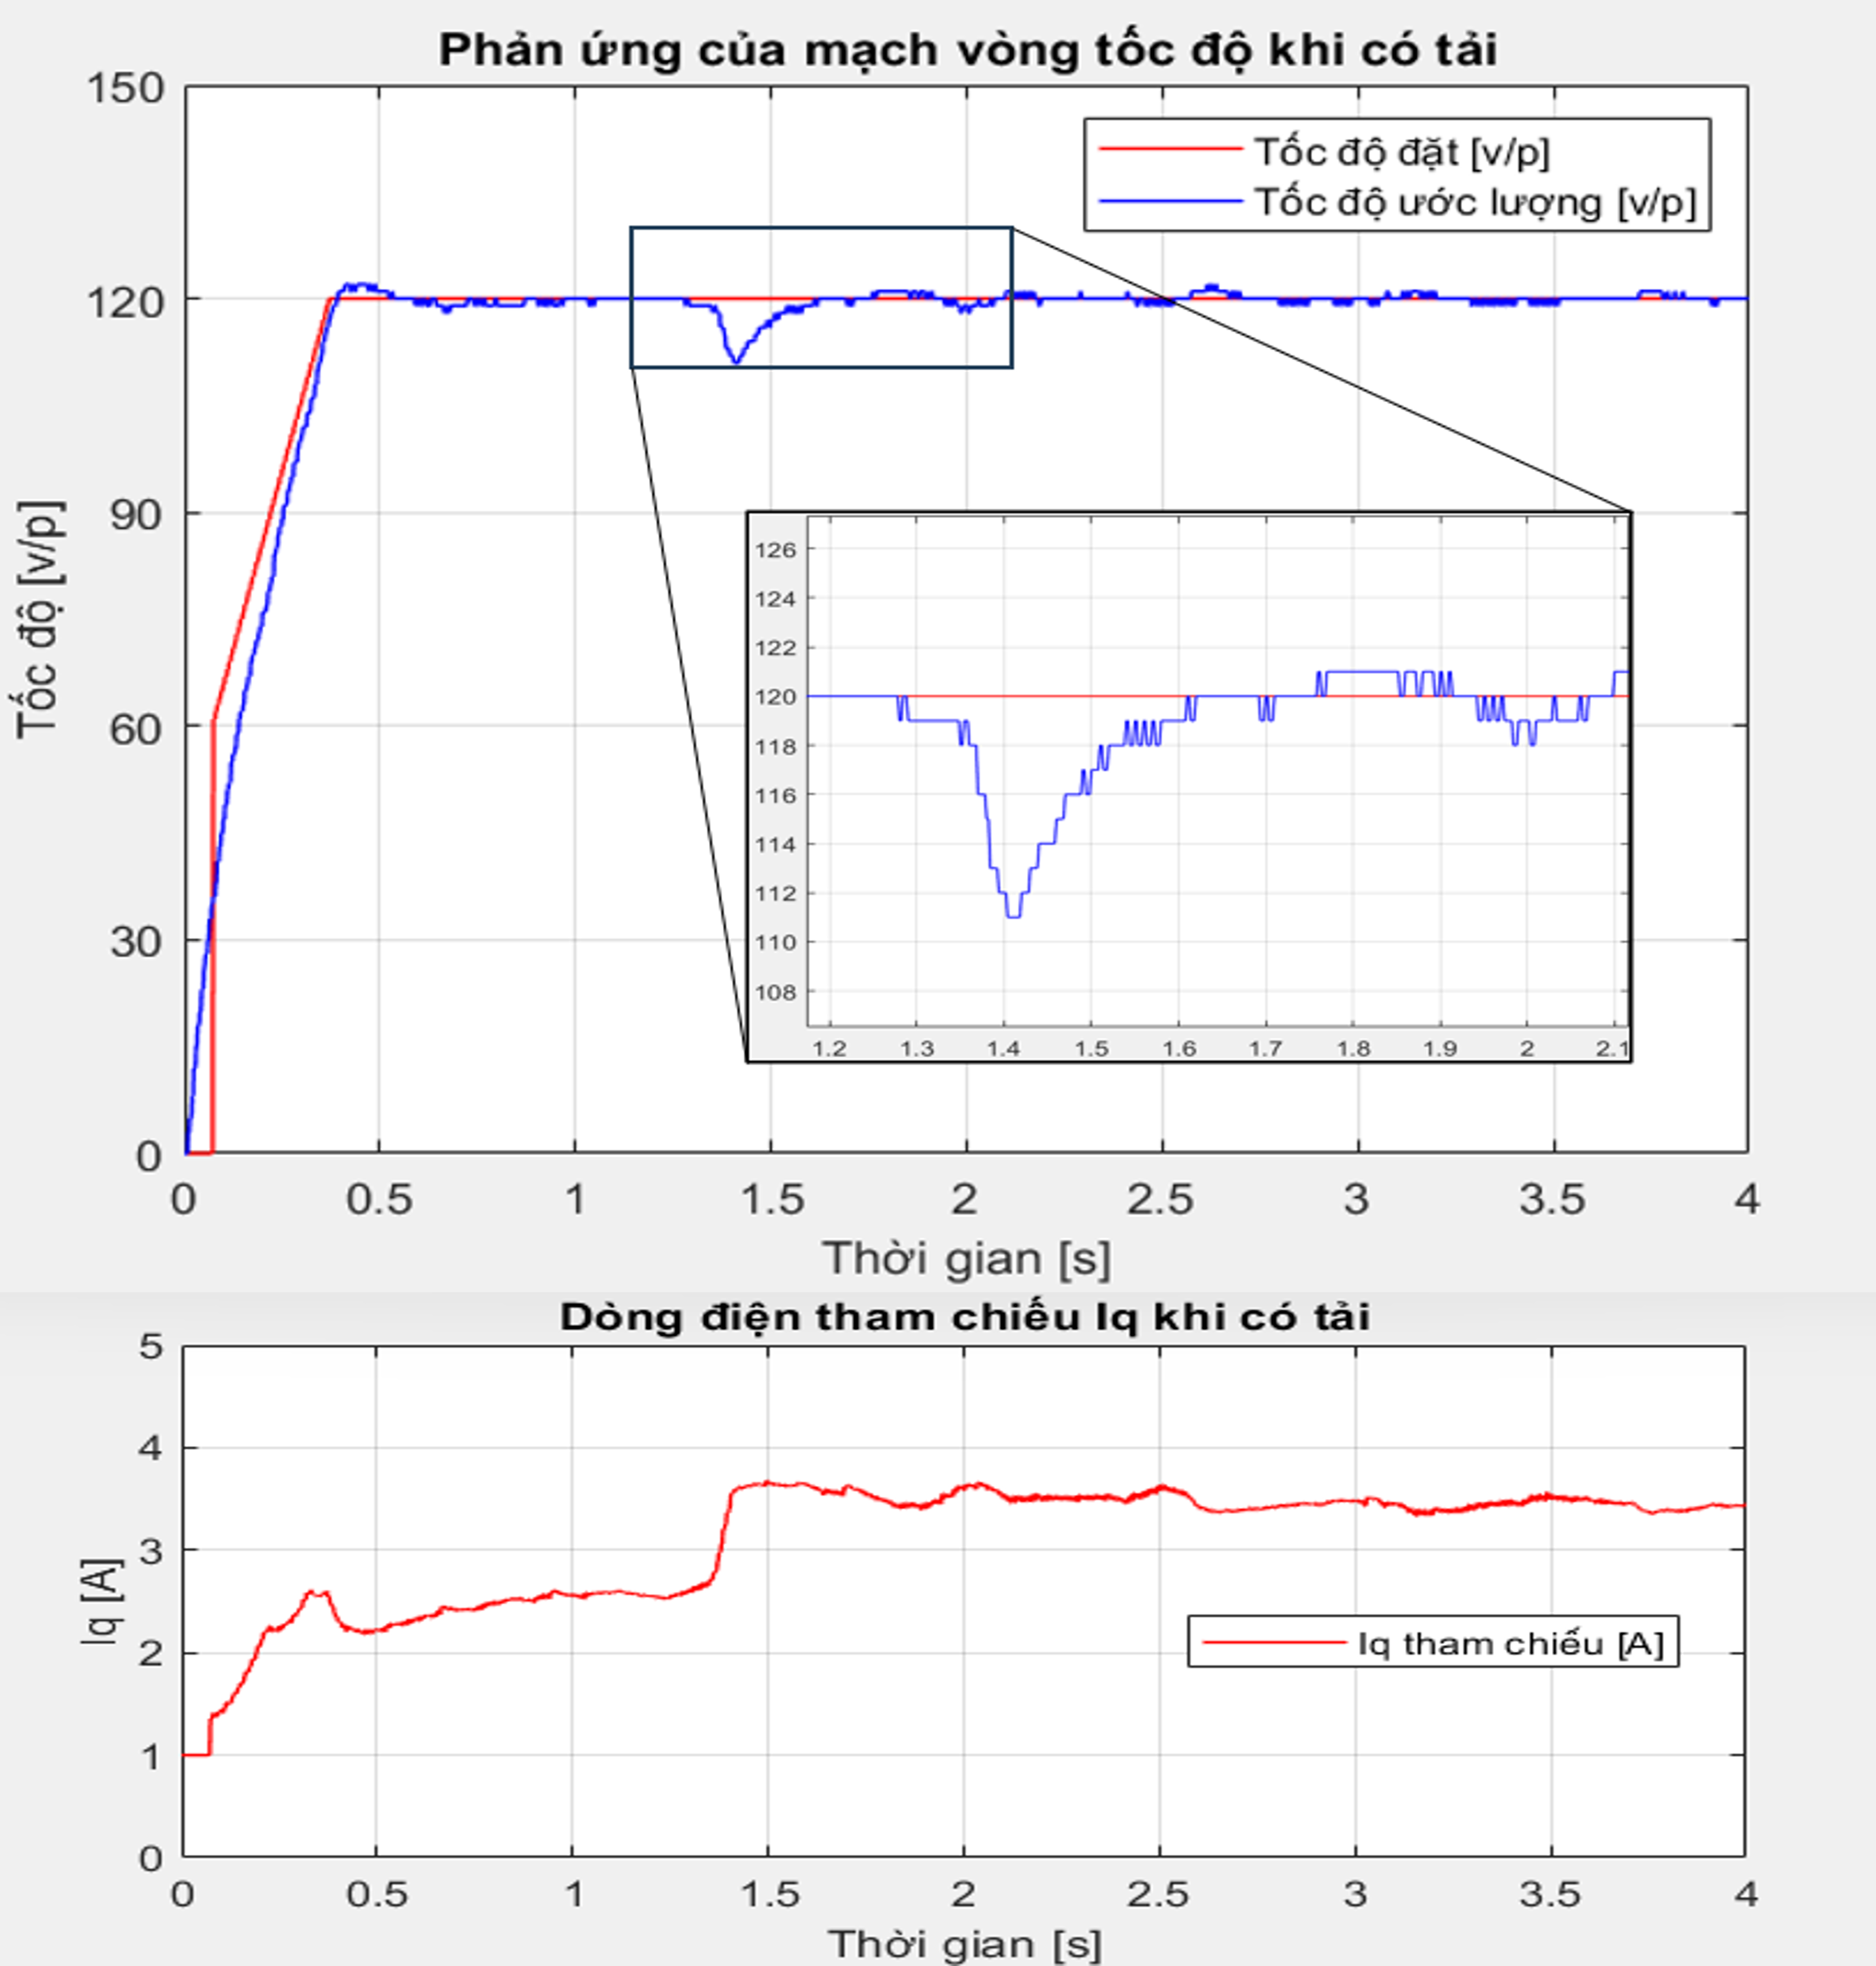 Phản ứng của mạch vòng tốc độ khi có tải
150
120
90
60
30
0
Tốc độ [v/p]
Tốc độ đặt [v/p]
Tốc độ ước lượng [v/p]
126
124
122
120
118
116
114
112
110
108
1.2 1.3 1.4 1.5 1.6 1.7 1.8 1.9 2 2.1
0 0.5 1 1.5 2 2.5 3 3.5 4
Thời gian [s]
Dòng điện tham chiếu Iq khi có tải
5
4
3
2
1
0
Iq [A]
Iq tham chiếu [A]
0 0.5 1 1.5 2 2.5 3 3.5 4
Thời gian [s]